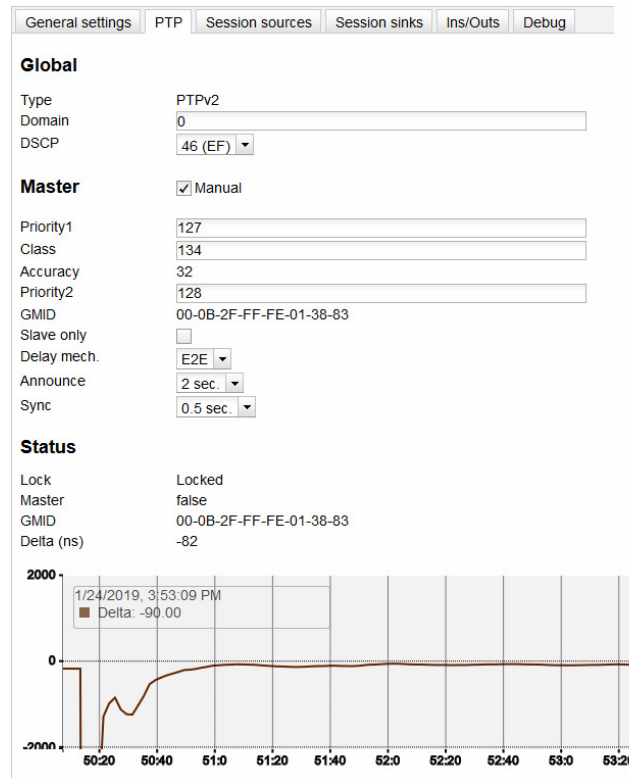 General settings PTP Session sources Session sinks Ins/Outs Debug
Global
Type PTPv2
Domain 0
DSCP 46 (EF)
Master Manual
Priority1 127
Class 134
Accuracy 32
Priority2 128
GMID 00-0B-2F-FF-FE-01-38-83
Slave only
Delay mech. E2E
Announce 2 sec.
Sync 0.5 sec.
Status
Lock Locked
Master false
GMID 00-0B-2F-FF-FE-01-38-83
Delta (ns) -82
2000
1/24/2019, 3:53:09 PM
Delta: -90.00
0
-2000
50:20 50:40 51:0 51:20 51:40 52:0 52:20 52:40 53:0 53:20